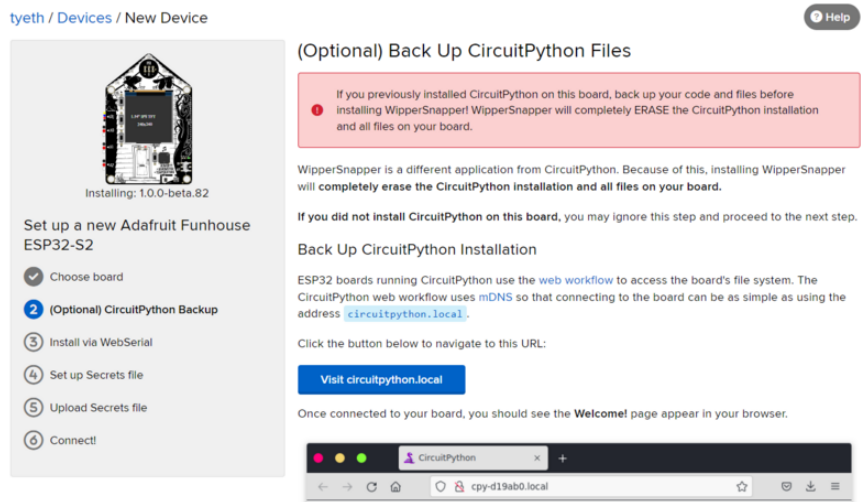 tyeth / Devices / New Device
Help
Installing: 1.0.0-beta.82
Set up a new Adafruit Funhouse
ESP32-S2
Choose board
2 (Optional) CircuitPython Backup
3 Install via WebSerial
4 Set up Secrets file
5 Upload Secrets file
6 Connect!
(Optional) Back Up CircuitPython Files
If you previously installed CircuitPython on this board, back up your code and files before
installing WipperSnapper! WipperSnapper will completely ERASE the CircuitPython installation
and all files on your board.
WipperSnapper is a different application from CircuitPython. Because of this, installing WipperSnapper
will completely erase the CircuitPython installation and all files on your board.
If you did not install CircuitPython on this board, you may ignore this step and proceed to the next step.
Back Up CircuitPython Installation
ESP32 boards running CircuitPython use the web workflow to access the board's file system. The
CircuitPython web workflow uses mDNS so that connecting to the board can be as simple as using the
address circuitpython.local.
Click the button below to navigate to this URL:
Visit circuitpython.local
Once connected to your board, you should see the Welcome! page appear in your browser.
CircuitPython
cpy-d19ab0.local